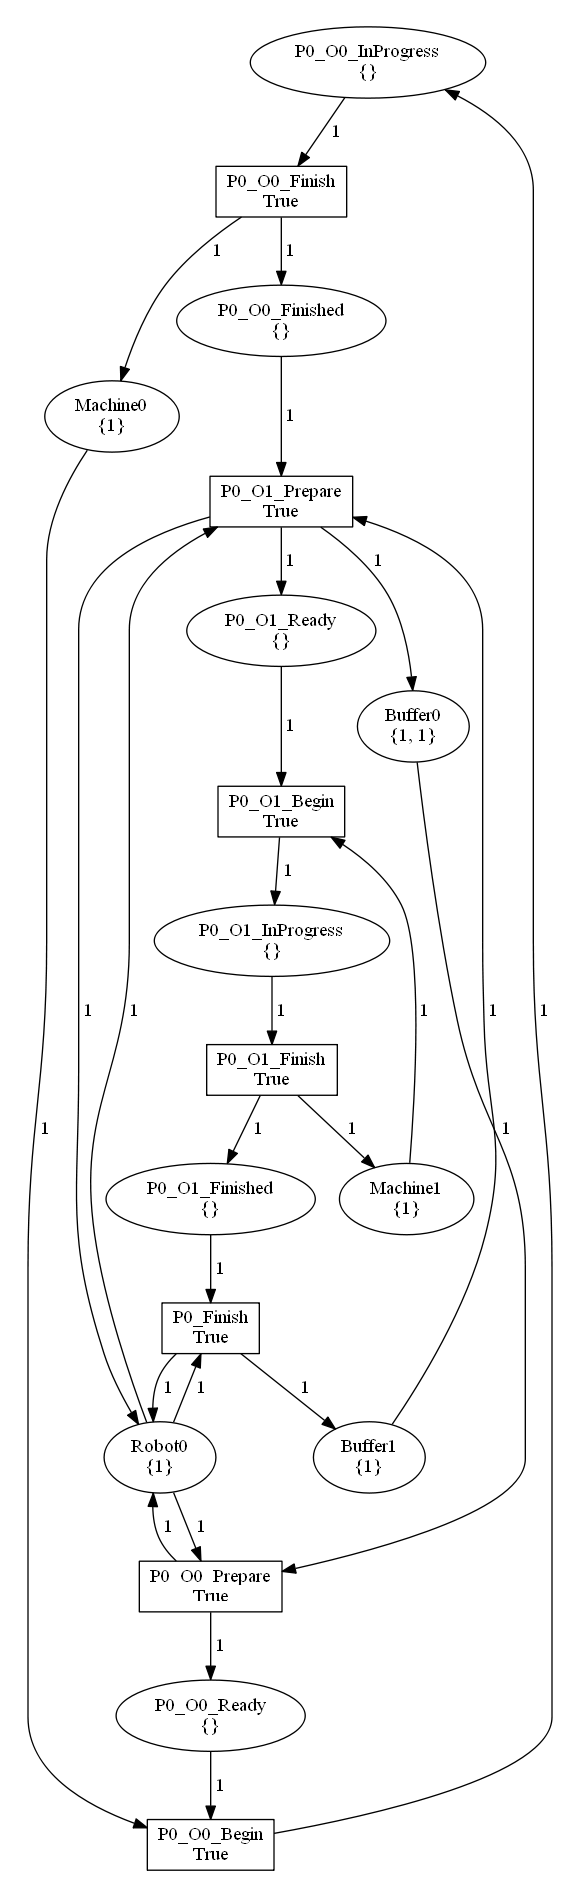 P0_O0_InProgress
{}
1
P0_O0_Finish
True
1
1
P0_O0_Finished
{}
Machine0
{1}
1
P0_O1_Prepare
True
1
1
P0_O1_Ready
{}
Buffer0
{1, 1}
1
P0_O1_Begin
True
1
P0_O1_InProgress
{}
1
1
1
1
1
1
P0_O1_Finish
True
1
1
1
1
P0_O1_Finished
{}
Machine1
{1}
1
P0_Finish
True
1
1
1
Robot0
{1}
Buffer1
{1}
1
1
P0_O0_Prepare
True
1
P0_O0_Ready
{}
1
P0_O0_Begin
True